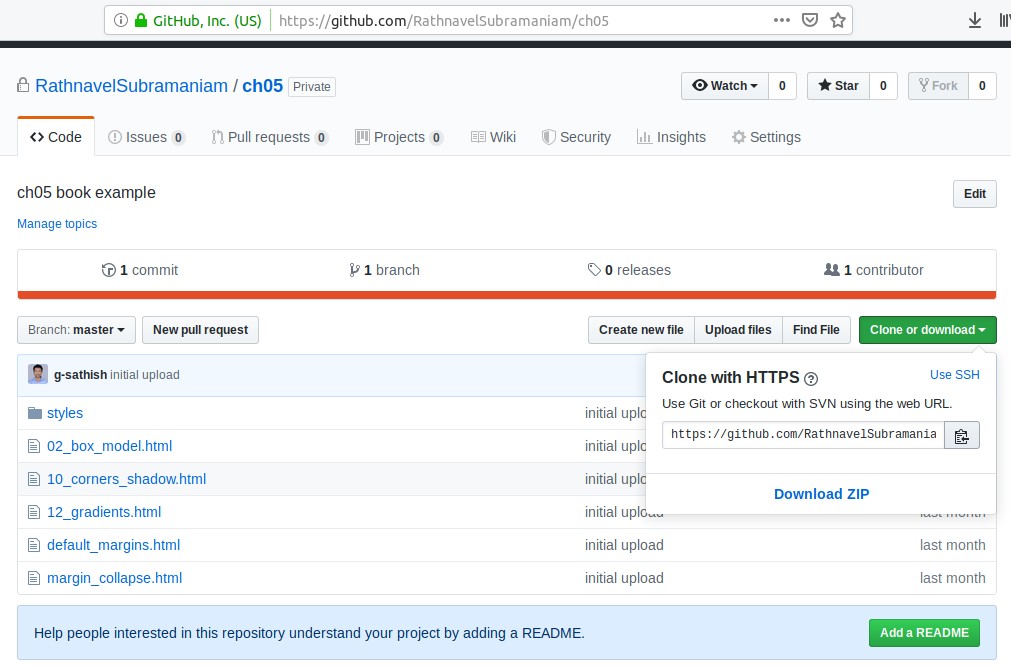 GitHub, Inc. (US) https://github.com/RathnavelSubramaniam/ch05
RathnavelSubramaniam / ch05 Private Watch 0 Star 0 Fork 0
Code Issues 0 Pull requests 0 Projects 0 Wiki Security Insights Settings
ch05 book example Edit
Manage topics
1 commit 1 branch 0 releases 1 contributor
Branch: master New pull request Create new file Upload files Find File Clone or download
g-sathish initial upload
Clone with HTTPS ? Use SSH
Use Git or checkout with SVN using the web URL.
https://github.com/RathnavelSubramania
Download ZIP
styles initial uplo
02_box_model.html initial uplo
10_corners_shadow.html initial uplo
12_gradients.html initial upload last month
default_margins.html initial upload last month
margin_collapse.html initial upload last month
Help people interested in this repository understand your project by adding a README. Add a README